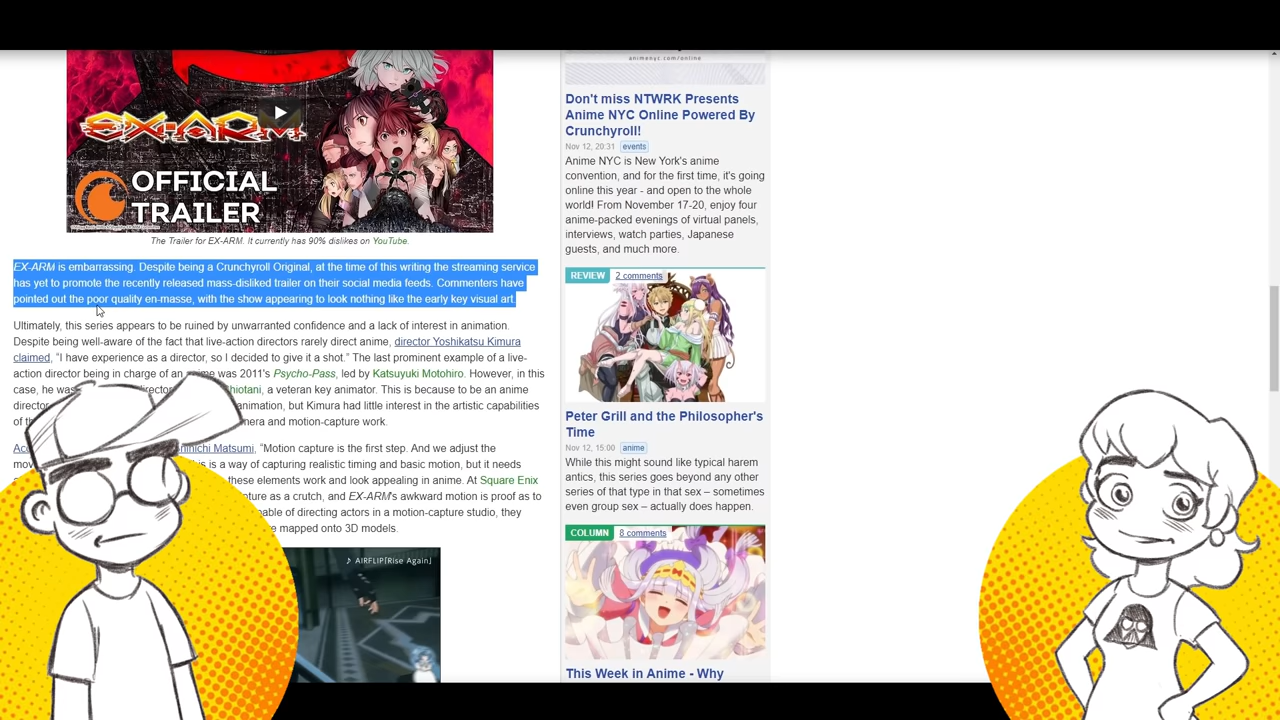 EX-ARM
OFFICIAL
TRAILER
The Trailer for EX-ARM. It currently has 90% dislikes on YouTube.
EX-ARM is embarrassing. Despite being a Crunchyroll Original, at the time of this writing the streaming service
has yet to promote the recently released mass-disliked trailer on their social media feeds. Commenters have
pointed out the poor quality en-masse, with the show appearing to look nothing like the early key visual art.
Ultimately, this series appears to be ruined by unwarranted confidence and a lack of interest in animation.
Despite being well-aware of the fact that live-action directors rarely direct anime, director Yoshikatsu Kimura
claimed, "I have experience as a director, so I decided to give it a shot." The last prominent example of a live-
action director being in charge of an anime was 2011's Psycho-Pass, led by Katsuyuki Motohiro. However, in this
case, he was director hiotani, a veteran key animator. This is because to be an anime
director animation, but Kimura had little interest in the artistic capabilities
of th mera and motion-capture work.
Ac hinichi Matsumi, "Motion capture is the first step. And we adjust the
mov is is a way of capturing realistic timing and basic motion, but it needs
these elements work and look appealing in anime. At Square Enix
pture as a crutch, and EX-ARM's awkward motion is proof as to
pable of directing actors in a motion-capture studio, they
e mapped onto 3D models.
♪ AIRFLIP「Rise Again」
animenyc.com/online
Don't miss NTWRK Presents
Anime NYC Online Powered By
Crunchyroll!
Nov 12, 20:31 events
Anime NYC is New York's anime
convention, and for the first time, it's going
online this year - and open to the whole
world! From November 17-20, enjoy four
anime-packed evenings of virtual panels,
interviews, watch parties, Japanese
guests, and much more.
REVIEW 2 comments
Peter Grill and the Philosopher's
Time
Nov 12, 15:00 anime
While this might sound like typical harem
antics, this series goes beyond any other
series of that type in that sex – sometimes
even group sex – actually does happen.
COLUMN 8 comments
This Week in Anime - Why